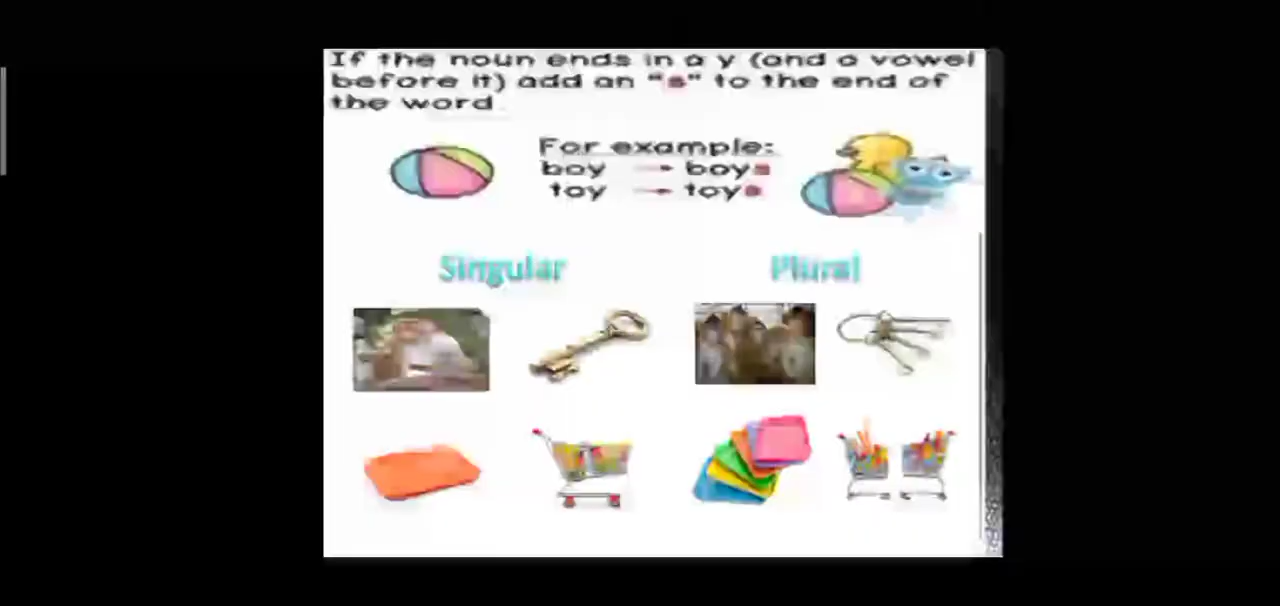 If the noun ends in a y (and a vowel
before it) add an "s" to the end of
the word.
For example:
boy → boys
toy → toys
Singular Plural